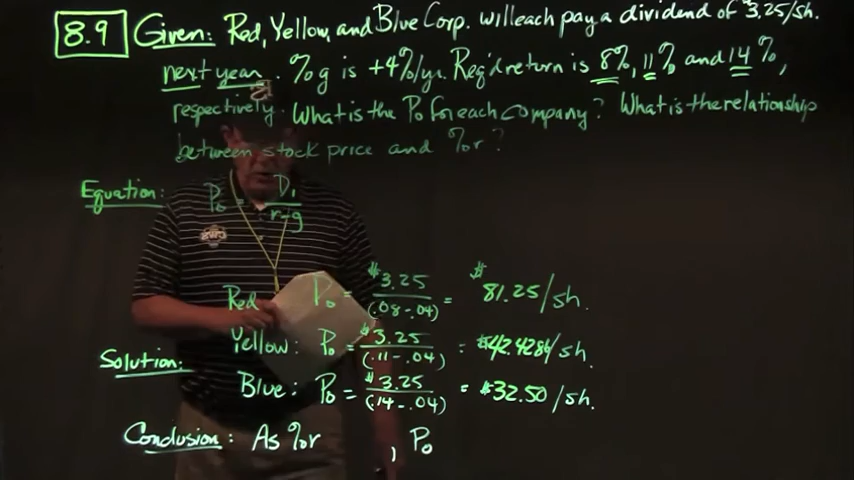 8.9 Given: Red, Yellow, and Blue Corp. will each pay a dividend of $3.25/sh.
next year. %g is +4%/yr. Req'd return is 8%, 11% and 14%,
respectively. What is the P0 for each company? What is the relationship
between stock price and %r?
Equation: P0 = D1 / r-g
Red P0 = $3.25 / (.08-.04) = $81.25/sh.
Yellow: P0 = $3.25 / (.11-.04) = $42.4286/sh.
Solution:
Blue: P0 = $3.25 / (.14-.04) = $32.50/sh.
Conclusion: As %r , P0